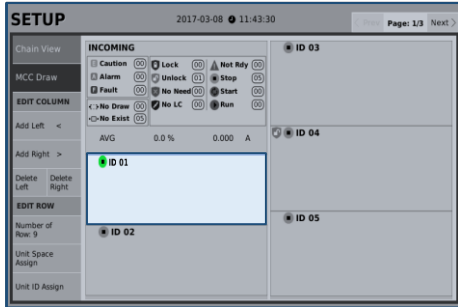 SETUP
2017-03-08 11:43:30
< Prev Page: 1/3 Next >
Chain View
MCC Draw
EDIT COLUMN
Add Left <
Add Right >
Delete Left
Delete Right
EDIT ROW
Number of
Row: 9
Unit Space
Assign
Unit ID Assign
INCOMING
Caution 00 Lock 00 Not Rdy 00
Alarm 00 Unlock 01 Stop 05
Fault 00 No Need 00 Start 00
No Draw 00 No LC 00 Run 00
No Exist 05
AVG 0.0 % 0.000 A
ID 01
ID 02
ID 03
ID 04
ID 05